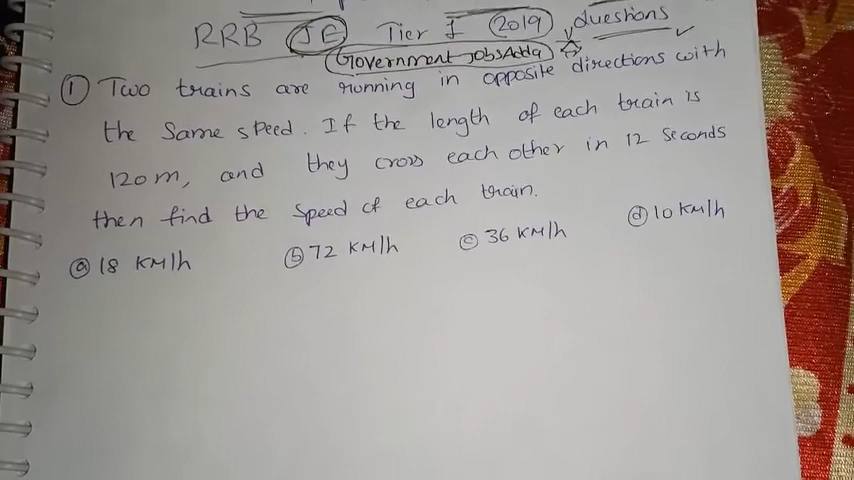 RRB JE Tier I 2019 questions
Government JobsAdda
① Two trains are running in opposite directions with
the same speed. If the length of each train is
120m, and they cross each other in 12 seconds
then find the speed of each train.
ⓐ 18 KM/h ⓑ 72 KM/h ⓒ 36 KM/h ⓓ 10 KM/h